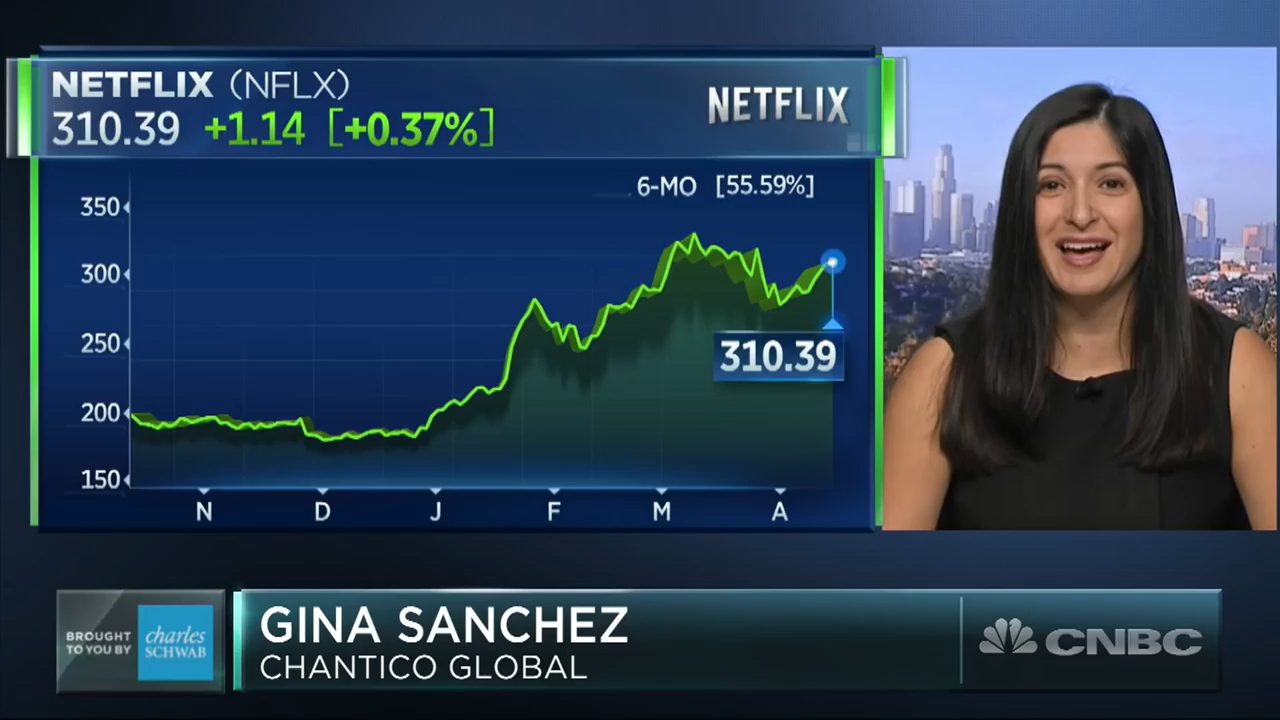 NETFLIX (NFLX)
310.39 +1.14 [+0.37%]
NETFLIX
6-MO [55.59%]
350
300
250
200
150
310.39
N D J F M A
BROUGHT
TO YOU BY
charles
SCHWAB
GINA SANCHEZ
CHANTICO GLOBAL
CNBC